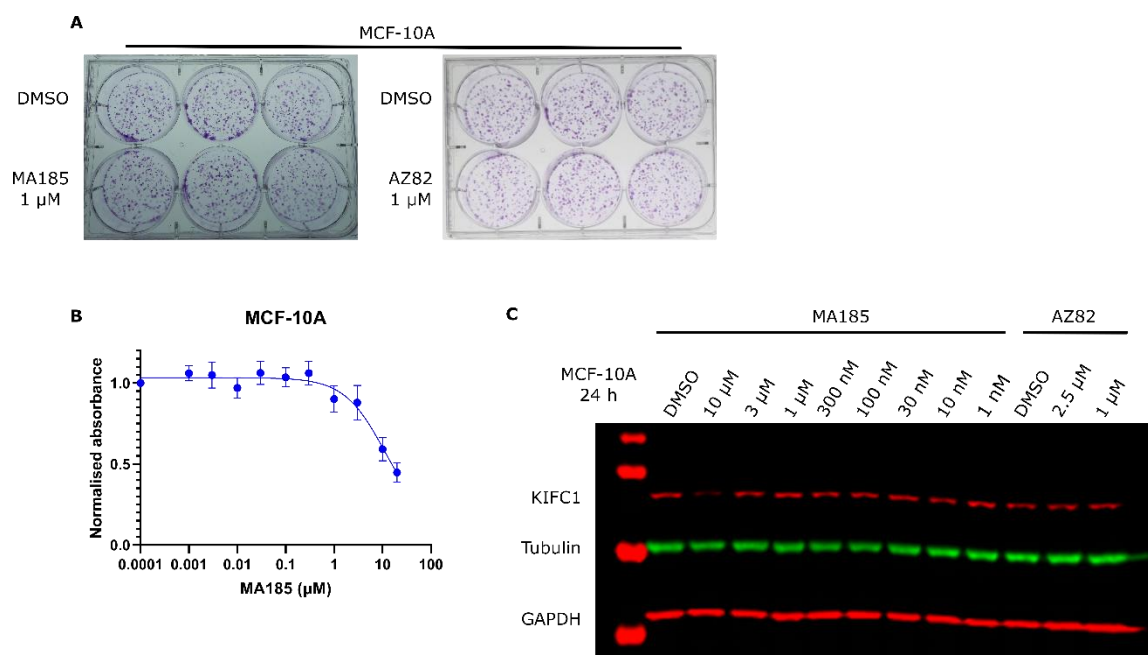 A
MCF-10A
DMSO
DMSO
MA185
1 µM
AZ82
1 µM
B
MCF-10A
Normalised absorbance
1.0
0.5
0.0
0.0001 0.001 0.01 0.1 1 10 100
MA185 (µM)
C
MA185
AZ82
MCF-10A
24 h
DMSO
10 µM
3 µM
1 µM
300 nM
100 nM
30 nM
10 nM
1 nM
DMSO
2.5 µM
1 µM
KIFC1
Tubulin
GAPDH